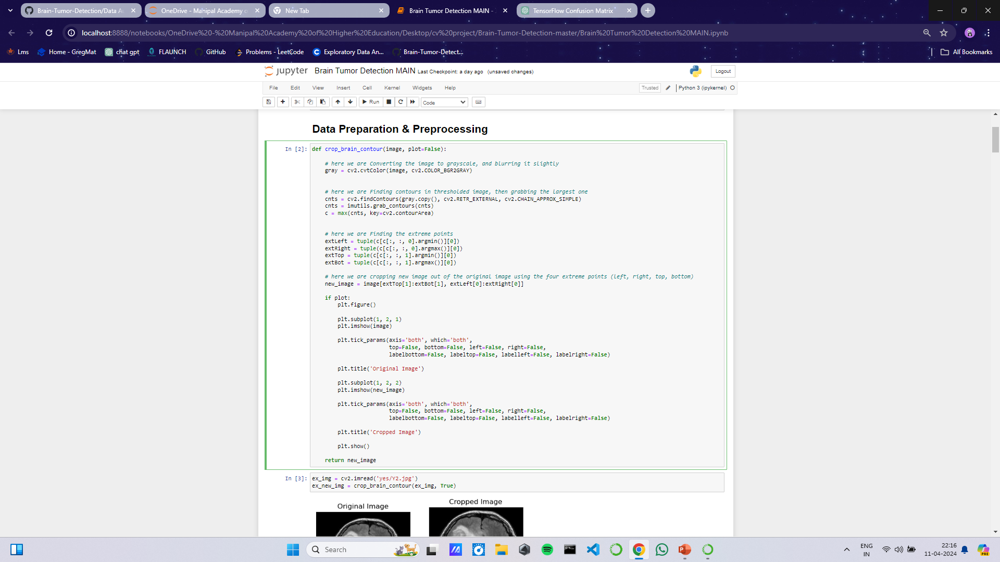 Brain-Tumor-Detection/Data A
OneDrive - Manipal Academy o
New Tab
Brain Tumor Detection MAIN -
TensorFlow Confusion Matrix
localhost:8888/notebooks/OneDrive%20-%20Manipal%20Academy%20of%20Higher%20Education/Desktop/cv%20project/Brain-Tumor-Detection-master/Brain%20Tumor%20Detection%20MAIN.ipynb
Lms
Home - GregMat
chat gpt
FLAUNCH
GitHub
Problems - LeetCode
Exploratory Data An...
Brain-Tumor-Detect...
All Bookmarks
jupyter Brain Tumor Detection MAIN Last Checkpoint: a day ago (unsaved changes)
Logout
File Edit View Insert Cell Kernel Widgets Help
Trusted
Python 3 (ipykernel)
Run
Code
Data Preparation & Preprocessing
In [2]:
def crop_brain_contour(image, plot=False):
# here we are Converting the image to grayscale, and blurring it slightly
gray = cv2.cvtColor(image, cv2.COLOR_BGR2GRAY)
# here we are Finding contours in thresholded image, then grabbing the largest one
cnts = cv2.findContours(gray.copy(), cv2.RETR_EXTERNAL, cv2.CHAIN_APPROX_SIMPLE)
cnts = imutils.grab_contours(cnts)
c = max(cnts, key=cv2.contourArea)
# here we are Finding the extreme points
extLeft = tuple(c[c[:, :, 0].argmin()][0])
extRight = tuple(c[c[:, :, 0].argmax()][0])
extTop = tuple(c[c[:, :, 1].argmin()][0])
extBot = tuple(c[c[:, :, 1].argmax()][0])
# here we are cropping new image out of the original image using the four extreme points (left, right, top, bottom)
new_image = image[extTop[1]:extBot[1], extLeft[0]:extRight[0]]
if plot:
plt.figure()
plt.subplot(1, 2, 1)
plt.imshow(image)
plt.tick_params(axis='both', which='both',
top=False, bottom=False, left=False, right=False,
labelbottom=False, labeltop=False, labelleft=False, labelright=False)
plt.title('Original Image')
plt.subplot(1, 2, 2)
plt.imshow(new_image)
plt.tick_params(axis='both', which='both',
top=False, bottom=False, left=False, right=False,
labelbottom=False, labeltop=False, labelleft=False, labelright=False)
plt.title('Cropped Image')
plt.show()
return new_image
In [3]:
ex_img = cv2.imread('yes/Y2.jpg')
ex_new_img = crop_brain_contour(ex_img, True)
Original Image
Cropped Image
Search
ENG
IN
22:16
11-04-2024
PRE